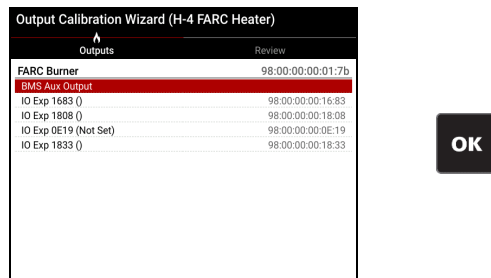 Output Calibration Wizard (H-4 FARC Heater)
Outputs Review
FARC Burner 98:00:00:00:01:7b
BMS Aux Output
IO Exp 1683 () 98:00:00:00:16:83
IO Exp 1808 () 98:00:00:00:18:08
IO Exp 0E19 (Not Set) 98:00:00:00:0E:19
IO Exp 1833 () 98:00:00:00:18:33
OK